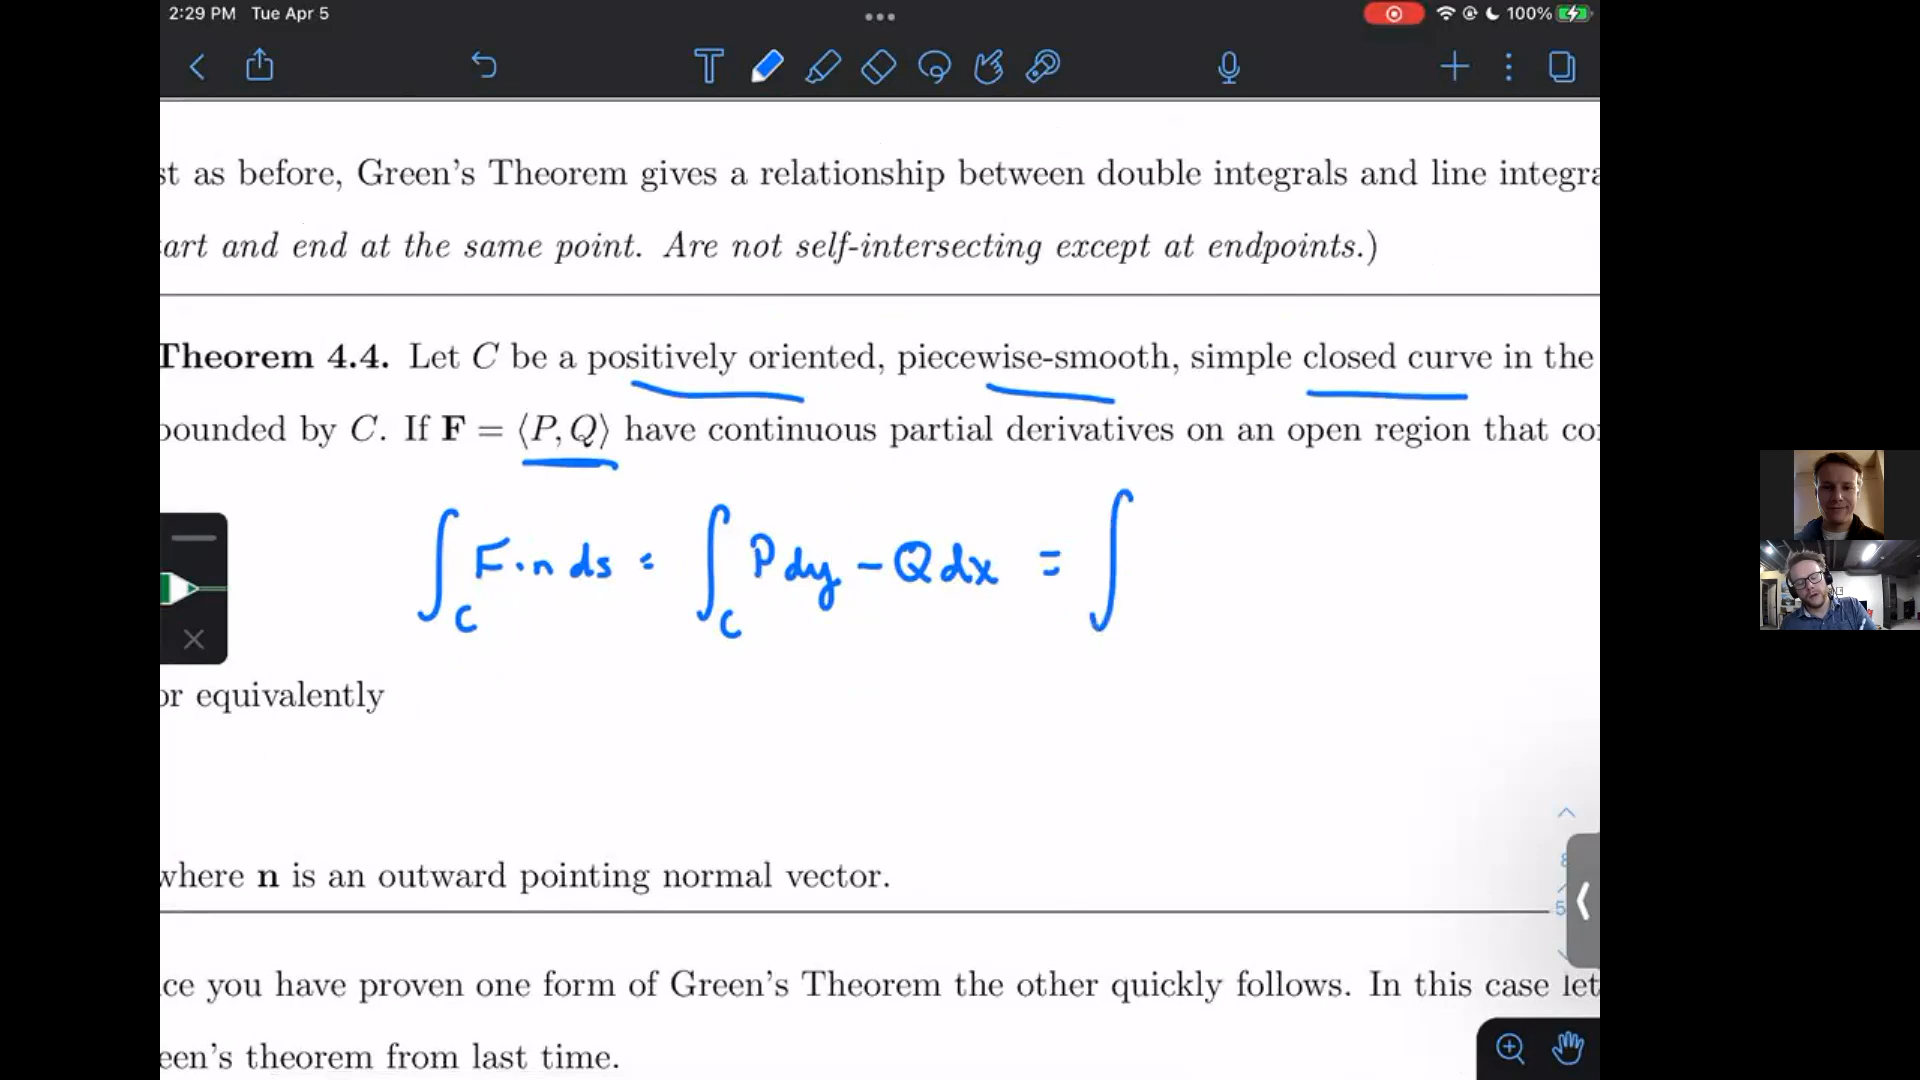 2:29 PM Tue Apr 5 100%
st as before, Green's Theorem gives a relationship between double integrals and line integra
art and end at the same point. Are not self-intersecting except at endpoints.)
Theorem 4.4. Let C be a positively oriented, piecewise-smooth, simple closed curve in the
bounded by C. If F = ⟨P, Q⟩ have continuous partial derivatives on an open region that co
∫_C F · n ds = ∫_C P dy − Q dx = ∫
or equivalently
where n is an outward pointing normal vector.
5
ce you have proven one form of Green's Theorem the other quickly follows. In this case let
een's theorem from last time.